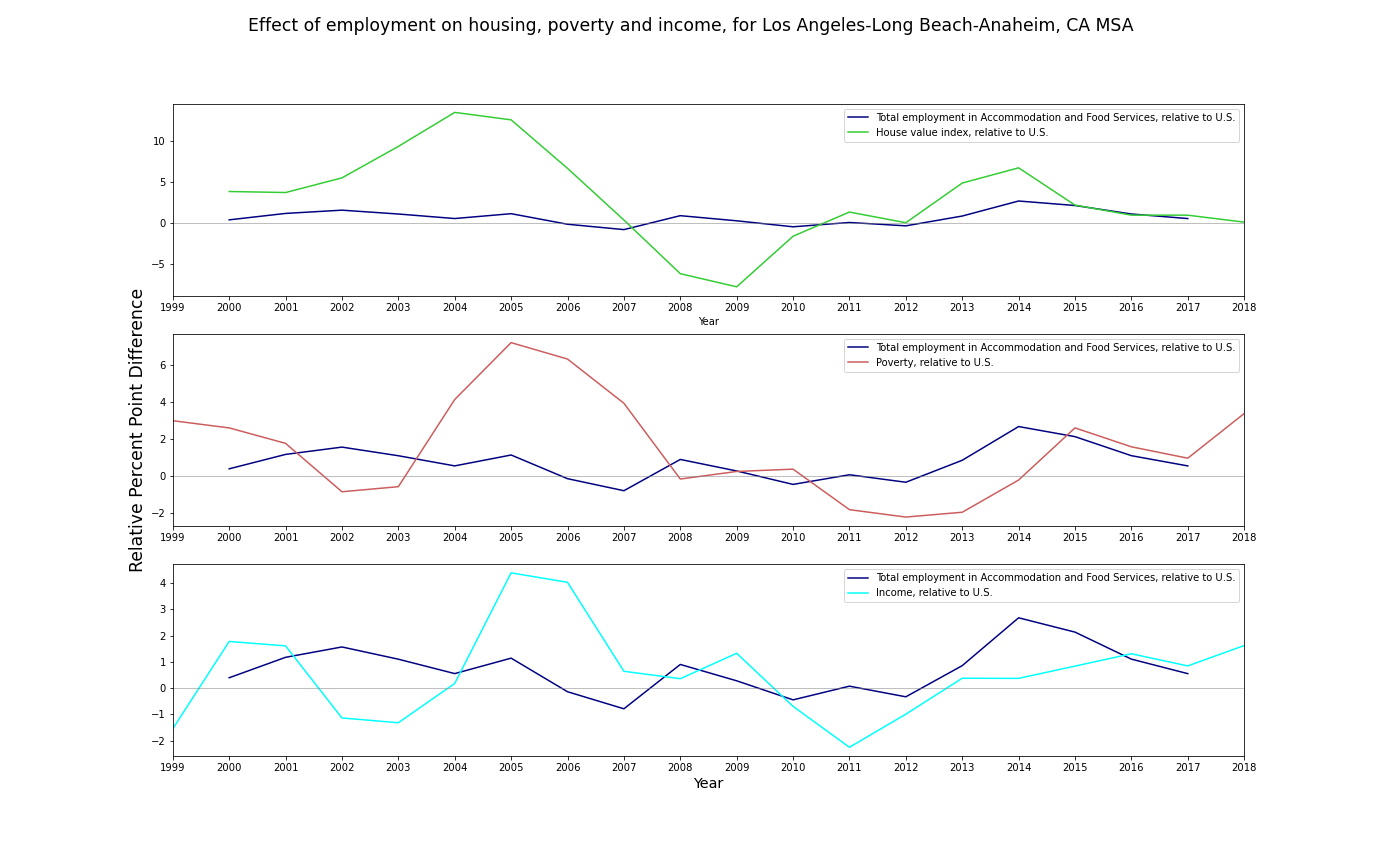 Effect of employment on housing, poverty and income, for Los Angeles-Long Beach-Anaheim, CA MSA
Relative Percent Point Difference
Total employment in Accommodation and Food Services, relative to U.S.
House value index, relative to U.S.
10
5
0
−5
1999 2000 2001 2002 2003 2004 2005 2006 2007 2008 2009 2010 2011 2012 2013 2014 2015 2016 2017 2018
Year
Total employment in Accommodation and Food Services, relative to U.S.
Poverty, relative to U.S.
6
4
2
0
−2
1999 2000 2001 2002 2003 2004 2005 2006 2007 2008 2009 2010 2011 2012 2013 2014 2015 2016 2017 2018
Total employment in Accommodation and Food Services, relative to U.S.
Income, relative to U.S.
4
3
2
1
0
−1
−2
1999 2000 2001 2002 2003 2004 2005 2006 2007 2008 2009 2010 2011 2012 2013 2014 2015 2016 2017 2018
Year